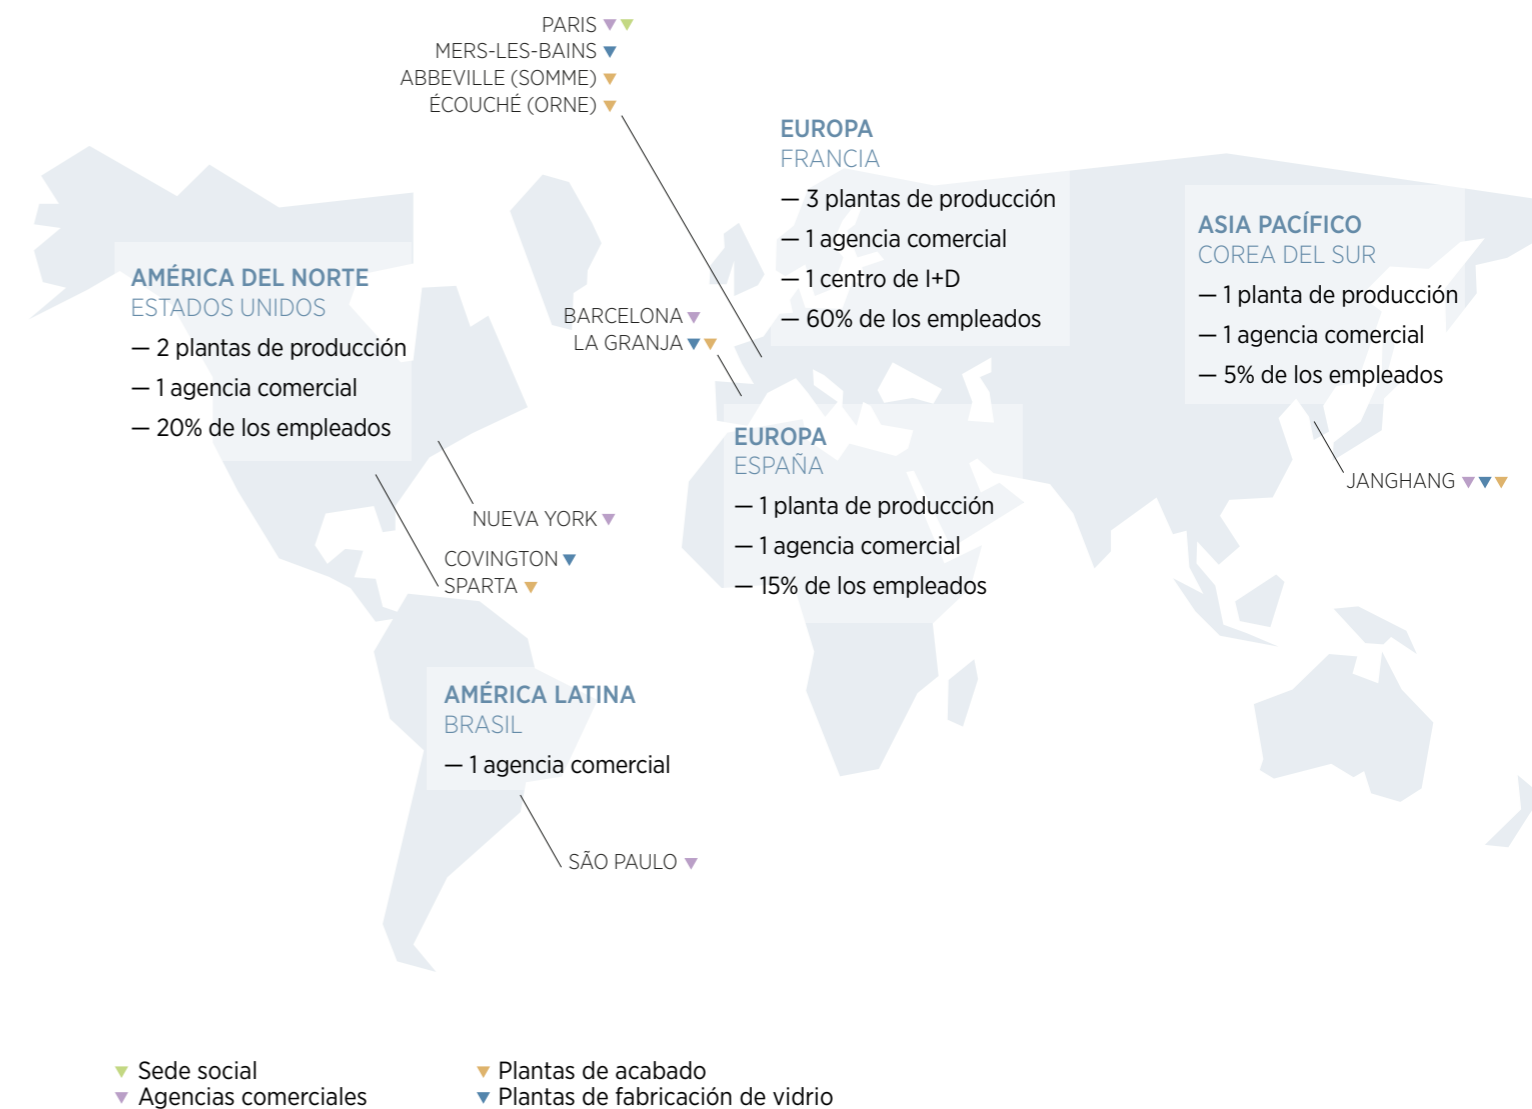 PARIS
MERS-LES-BAINS
ABBEVILLE (SOMME)
ÉCOUCHÉ (ORNE)
EUROPA
FRANCIA
— 3 plantas de producción
— 1 agencia comercial
— 1 centro de I+D
— 60% de los empleados
ASIA PACÍFICO
COREA DEL SUR
— 1 planta de producción
— 1 agencia comercial
— 5% de los empleados
AMÉRICA DEL NORTE
ESTADOS UNIDOS
— 2 plantas de producción
— 1 agencia comercial
— 20% de los empleados
BARCELONA
LA GRANJA
EUROPA
ESPAÑA
— 1 planta de producción
— 1 agencia comercial
— 15% de los empleados
JANGHANG
NUEVA YORK
COVINGTON
SPARTA
AMÉRICA LATINA
BRASIL
— 1 agencia comercial
SÃO PAULO
Sede social
Agencias comerciales
Plantas de acabado
Plantas de fabricación de vidrio